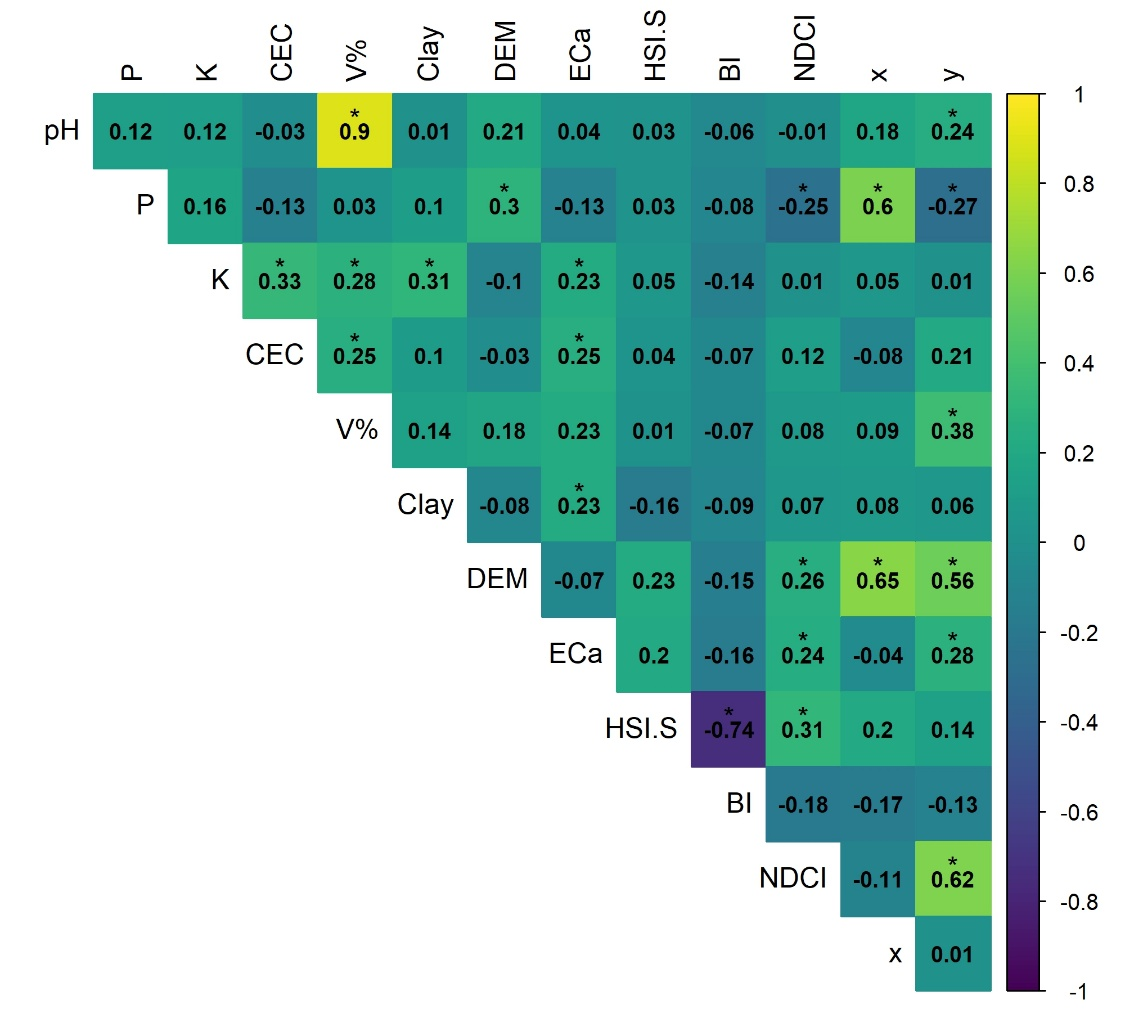 P K CEC V% Clay DEM ECa HSI.S BI NDCI x y
* *
pH 0.12 0.12 -0.03 0.9 0.01 0.21 0.04 0.03 -0.06 -0.01 0.18 0.24
* * * *
P 0.16 -0.13 0.03 0.1 0.3 -0.13 0.03 -0.08 -0.25 0.6 -0.27
* * * *
K 0.33 0.28 0.31 -0.1 0.23 0.05 -0.14 0.01 0.05 0.01
* *
CEC 0.25 0.1 -0.03 0.25 0.04 -0.07 0.12 -0.08 0.21
*
V% 0.14 0.18 0.23 0.01 -0.07 0.08 0.09 0.38
*
Clay -0.08 0.23 -0.16 -0.09 0.07 0.08 0.06
* * *
DEM -0.07 0.23 -0.15 0.26 0.65 0.56
* *
ECa 0.2 -0.16 0.24 -0.04 0.28
* *
HSI.S -0.74 0.31 0.2 0.14
BI -0.18 -0.17 -0.13
*
NDCI -0.11 0.62
x 0.01
1
0.8
0.6
0.4
0.2
0
-0.2
-0.4
-0.6
-0.8
-1